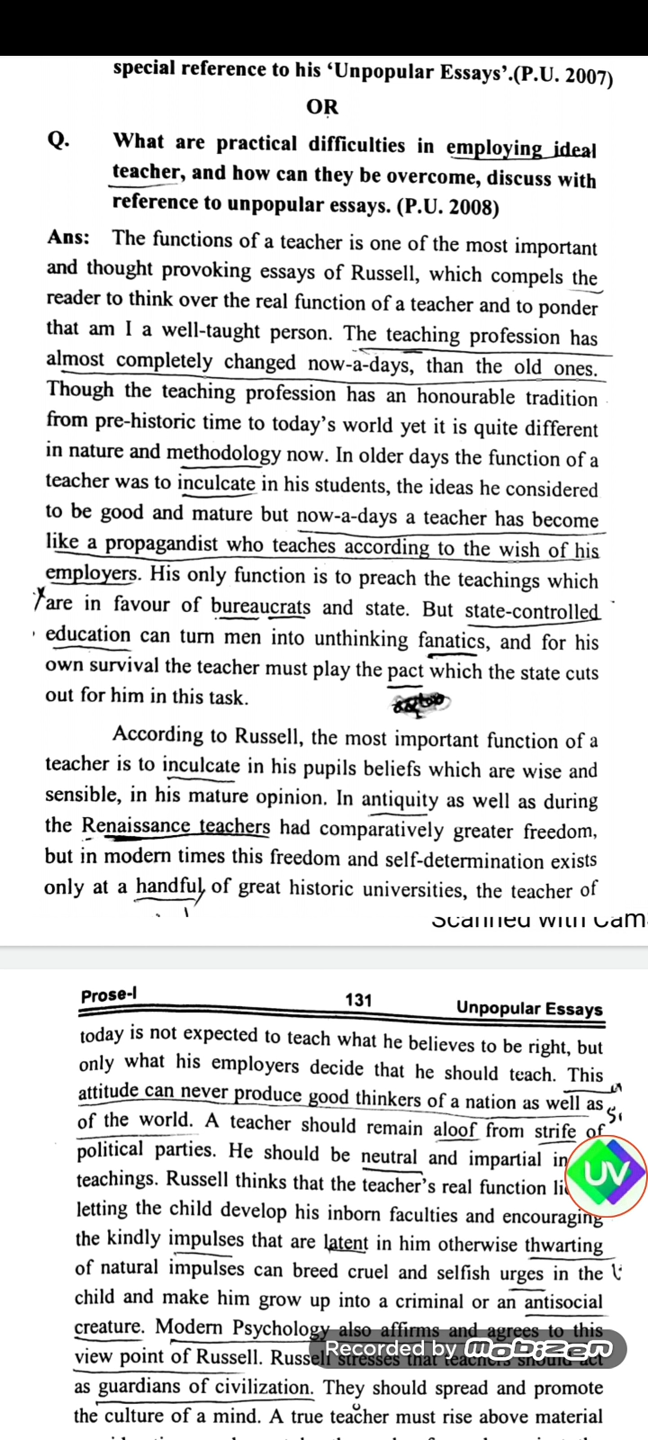 special reference to his ‘Unpopular Essays’.(P.U. 2007)
OR
Q. What are practical difficulties in employing ideal
teacher, and how can they be overcome, discuss with
reference to unpopular essays. (P.U. 2008)
Ans: The functions of a teacher is one of the most important
and thought provoking essays of Russell, which compels the
reader to think over the real function of a teacher and to ponder
that am I a well-taught person. The teaching profession has
almost completely changed now-a-days, than the old ones.
Though the teaching profession has an honourable tradition
from pre-historic time to today’s world yet it is quite different
in nature and methodology now. In older days the function of a
teacher was to inculcate in his students, the ideas he considered
to be good and mature but now-a-days a teacher has become
like a propagandist who teaches according to the wish of his
employers. His only function is to preach the teachings which
are in favour of bureaucrats and state. But state-controlled
education can turn men into unthinking fanatics, and for his
own survival the teacher must play the pact which the state cuts
out for him in this task.
According to Russell, the most important function of a
teacher is to inculcate in his pupils beliefs which are wise and
sensible, in his mature opinion. In antiquity as well as during
the Renaissance teachers had comparatively greater freedom,
but in modern times this freedom and self-determination exists
only at a handful of great historic universities, the teacher of
Scanned with Cam
Prose-I 131 Unpopular Essays
today is not expected to teach what he believes to be right, but
only what his employers decide that he should teach. This
attitude can never produce good thinkers of a nation as well as
of the world. A teacher should remain aloof from strife of
political parties. He should be neutral and impartial in
UV
teachings. Russell thinks that the teacher’s real function
letting the child develop his inborn faculties and encouraging
the kindly impulses that are latent in him otherwise thwarting
of natural impulses can breed cruel and selfish urges in the
child and make him grow up into a criminal or an antisocial
creature. Modern Psychology also affirms and agrees to this
view point of Russell. Russell stresses that teachers should act
Recorded by mobizen
as guardians of civilization. They should spread and promote
the culture of a mind. A true teacher must rise above material